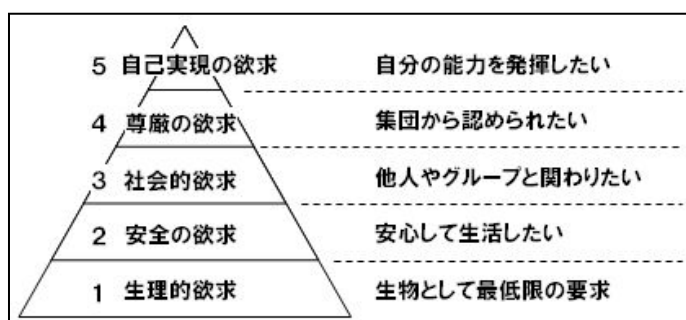 5 自己実現の欲求 自分の能力を発揮したい
4 尊厳の欲求 集団から認められたい
3 社会的欲求 他人やグループと関わりたい
2 安全の欲求 安心して生活したい
1 生理的欲求 生物として最低限の要求